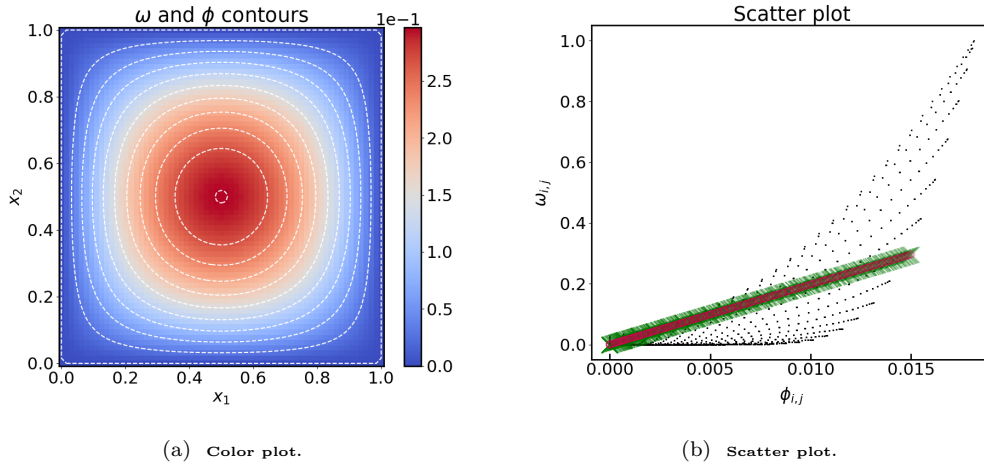 ω and ϕ contours
1e−1
1.0
0.8
0.6
0.4
0.2
0.0
x₂
0.0 0.2 0.4 0.6 0.8 1.0
x₁
2.5
2.0
1.5
1.0
0.5
0.0
(a) Color plot.
Scatter plot
1.0
0.8
0.6
0.4
0.2
0.0
ω_{i,j}
0.000 0.005 0.010 0.015
ϕ_{i,j}
(b) Scatter plot.